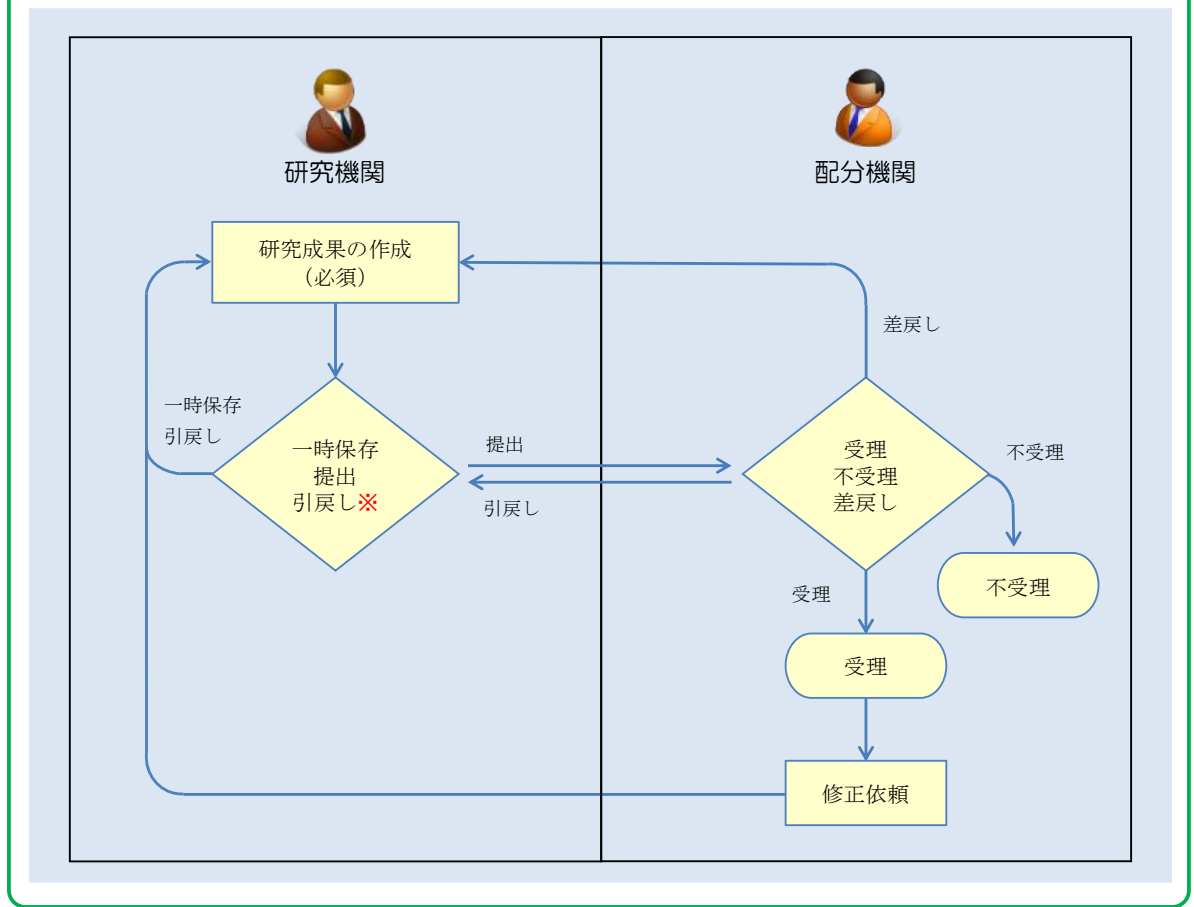 研究機関
配分機関
研究成果の作成
（必須）
差戻し
一時保存
引戻し
一時保存
提出
引戻し※
提出
引戻し
受理
不受理
差戻し
不受理
不受理
受理
受理
修正依頼